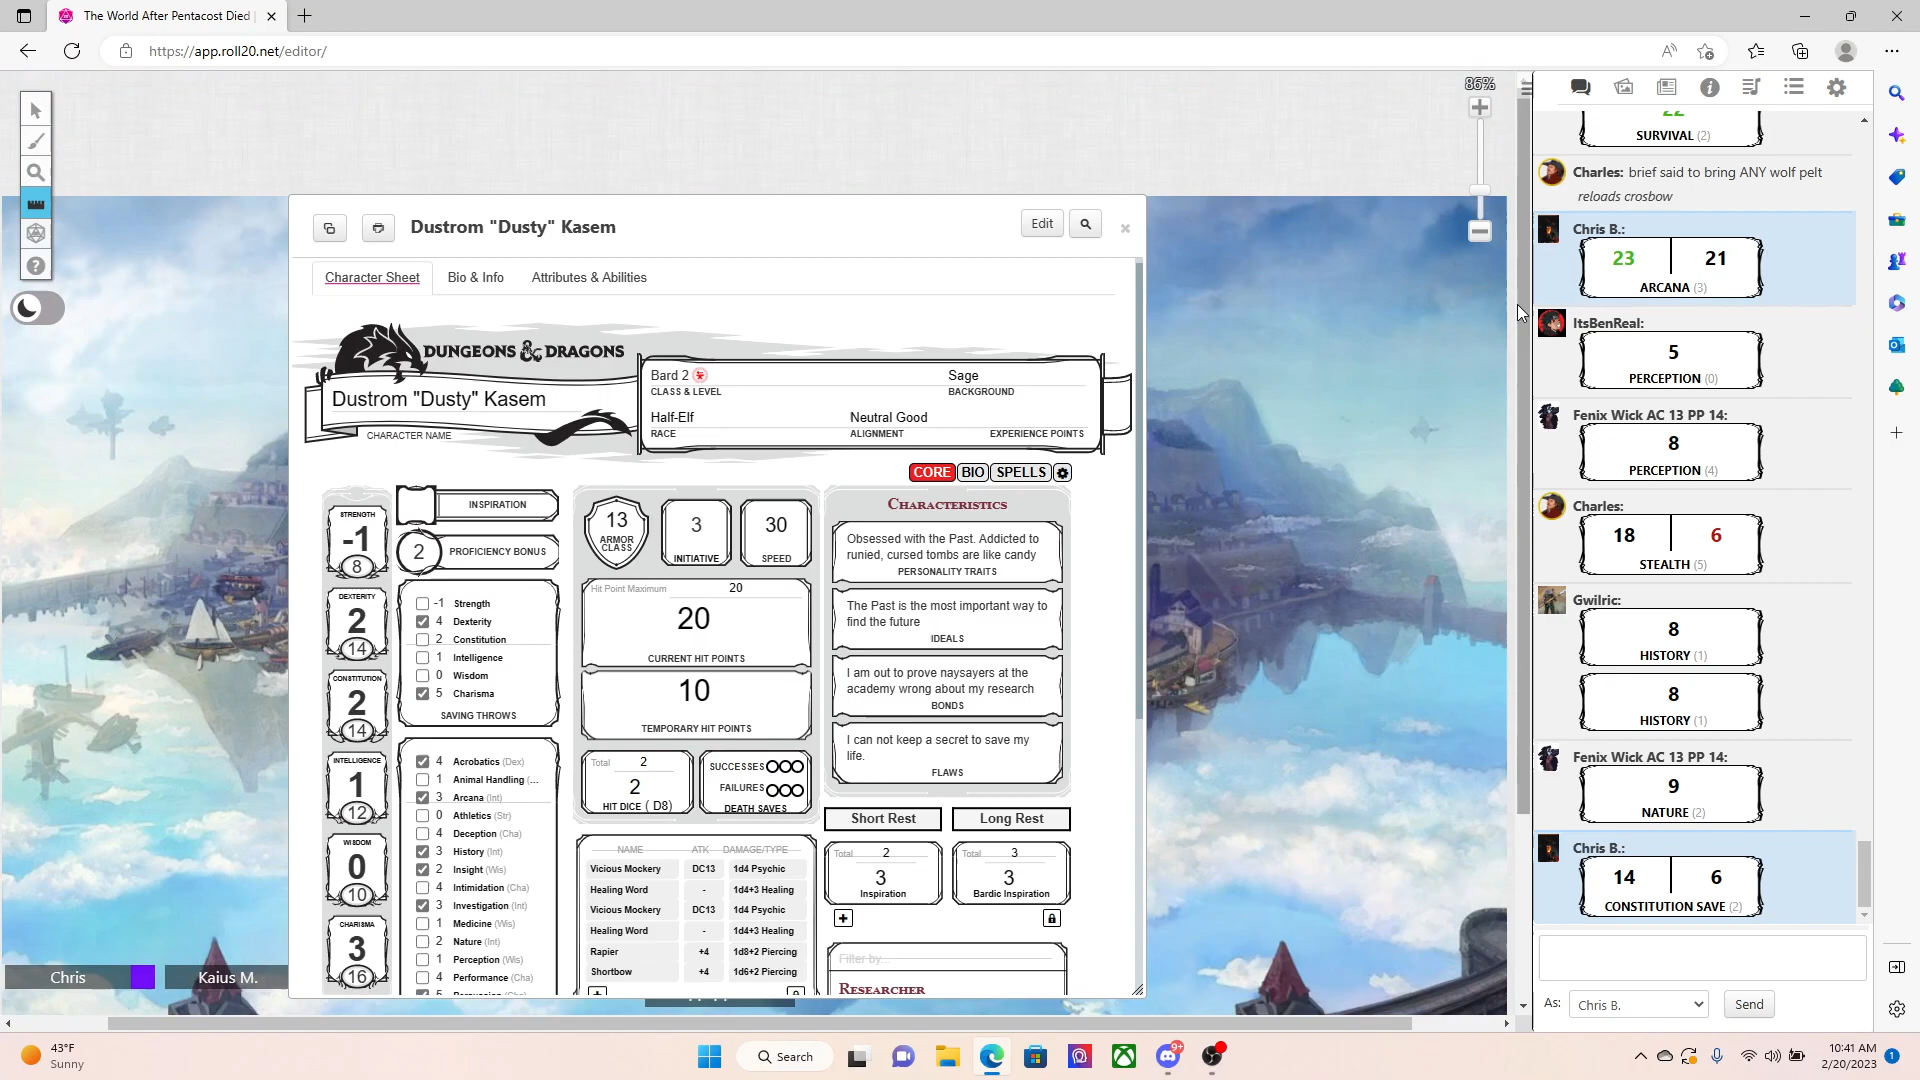 The World After Pentacost Died
https://app.roll20.net/editor/
86%
Dustrom "Dusty" Kasem
Edit
Character Sheet
Bio & Info
Attributes & Abilities
DUNGEONS & DRAGONS
Dustrom "Dusty" Kasem
CHARACTER NAME
Bard 2
Sage
CLASS & LEVEL
BACKGROUND
Half-Elf
Neutral Good
RACE
ALIGNMENT
EXPERIENCE POINTS
CORE
BIO
SPELLS
STRENGTH
-1
8
DEXTERITY
2
14
CONSTITUTION
2
14
INTELLIGENCE
1
12
WISDOM
0
10
CHARISMA
3
16
INSPIRATION
2
PROFICIENCY BONUS
-1 Strength
4 Dexterity
2 Constitution
1 Intelligence
0 Wisdom
5 Charisma
SAVING THROWS
4 Acrobatics (Dex)
1 Animal Handling (...
3 Arcana (Int)
0 Athletics (Str)
4 Deception (Cha)
3 History (Int)
2 Insight (Wis)
4 Intimidation (Cha)
3 Investigation (Int)
1 Medicine (Wis)
2 Nature (Int)
1 Perception (Wis)
4 Performance (Cha)
13
ARMOR
CLASS
3
INITIATIVE
30
SPEED
Hit Point Maximum
20
20
CURRENT HIT POINTS
10
TEMPORARY HIT POINTS
Total
2
2
HIT DICE ( D8)
SUCCESSES
FAILURES
DEATH SAVES
NAME ATK DAMAGE/TYPE
Vicious Mockery DC13 1d4 Psychic
Healing Word - 1d4+3 Healing
Vicious Mockery DC13 1d4 Psychic
Healing Word - 1d4+3 Healing
Rapier +4 1d8+2 Piercing
Shortbow +4 1d6+2 Piercing
CHARACTERISTICS
Obsessed with the Past. Addicted to
runied, cursed tombs are like candy
PERSONALITY TRAITS
The Past is the most important way to
find the future
IDEALS
I am out to prove naysayers at the
academy wrong about my research
BONDS
I can not keep a secret to save my
life.
FLAWS
Short Rest
Long Rest
Total
2
3
Inspiration
Total
3
3
Bardic Inspiration
Filter by...
RESEARCHER
Chris
Kaius M.
SURVIVAL (2)
Charles: brief said to bring ANY wolf pelt
reloads crosbow
Chris B.:
23
21
ARCANA (3)
ItsBenReal:
5
PERCEPTION (0)
Fenix Wick AC 13 PP 14:
8
PERCEPTION (4)
Charles:
18
6
STEALTH (5)
Gwilric:
8
HISTORY (1)
8
HISTORY (1)
Fenix Wick AC 13 PP 14:
9
NATURE (2)
Chris B.:
14
6
CONSTITUTION SAVE (2)
As:
Chris B.
Send
43°F
Sunny
Search
9+
10:41 AM
2/20/2023
1